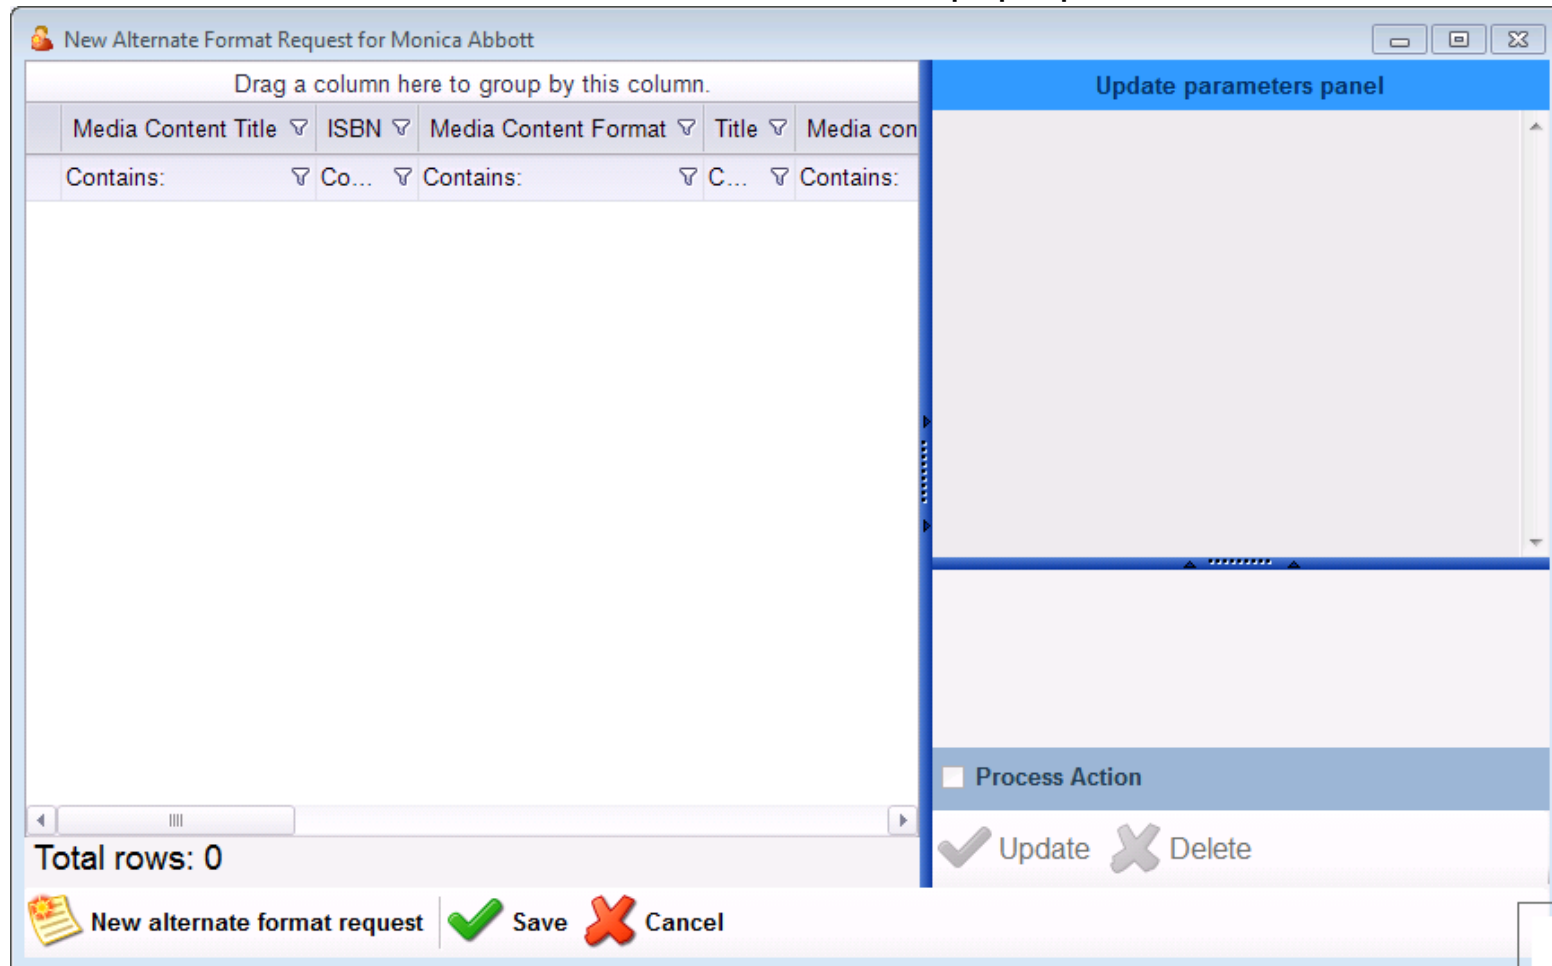 New Alternate Format Request for Monica Abbott
Drag a column here to group by this column.
Update parameters panel
Media Content Title ISBN Media Content Format Title Media con
Contains: Co... Contains: C... Contains:
Process Action
Total rows: 0
Update Delete
New alternate format request Save Cancel